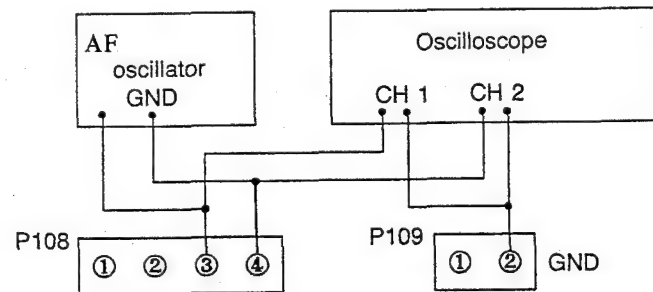 AF
oscillator
GND
Oscilloscope
CH 1 CH 2
P108
① ② ③ ④
P109
① ② GND